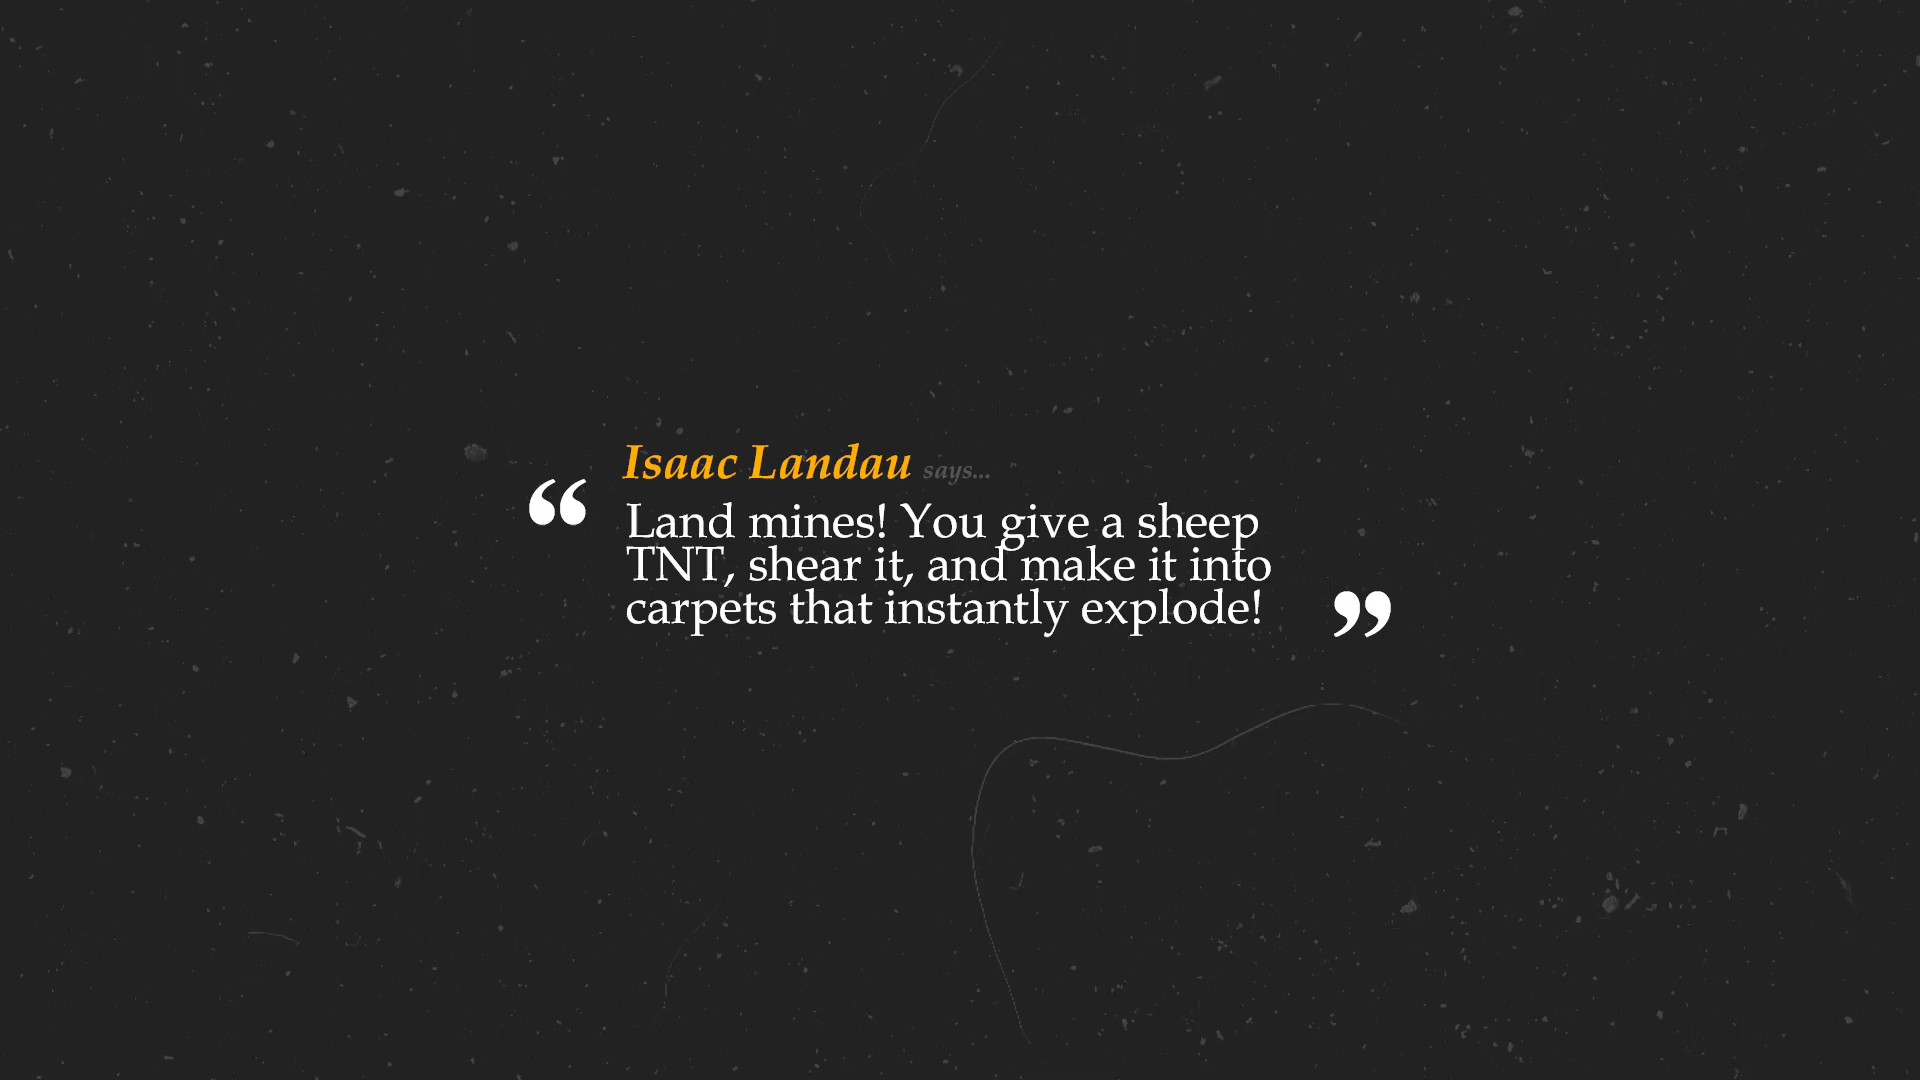 Isaac Landau says...
“Land mines! You give a sheep
TNT, shear it, and make it into
carpets that instantly explode!”